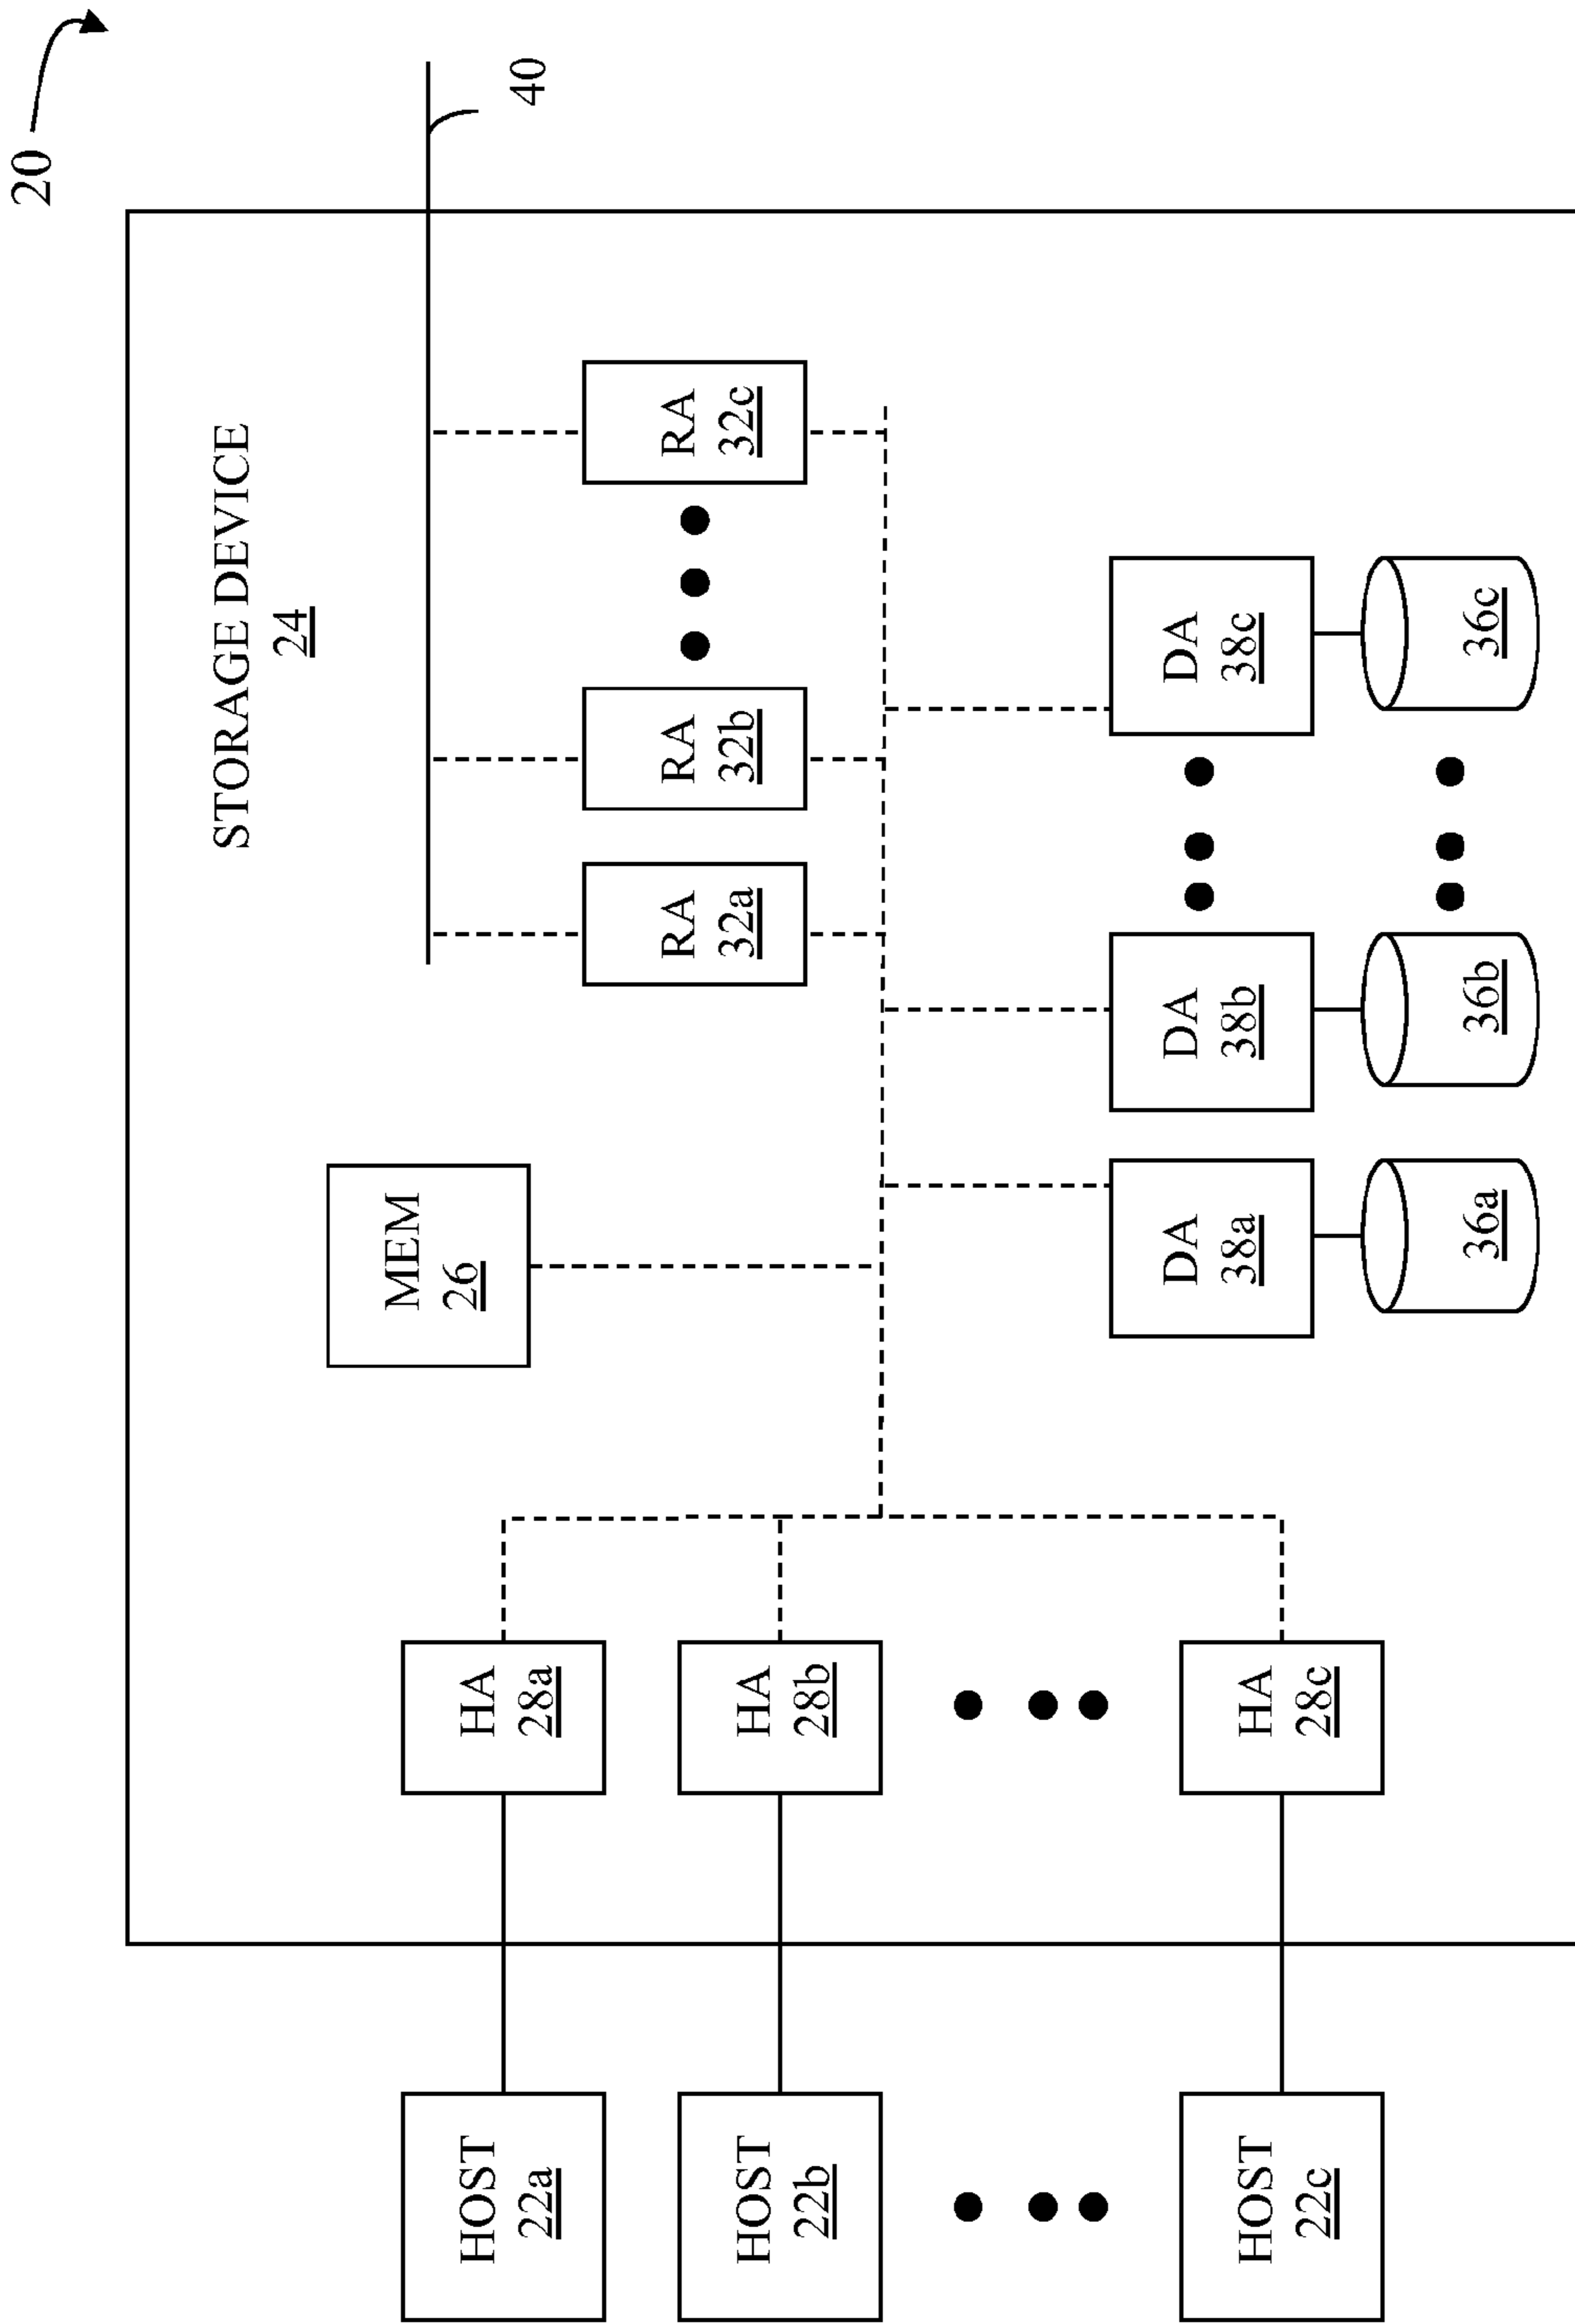 20
40
STORAGE DEVICE
24
MEM
26
RA
32a
RA
32b
RA
32c
HOST
22a
HA
28a
HOST
22b
HA
28b
HOST
22c
HA
28c
DA
38a
DA
38b
DA
38c
36a
36b
36c